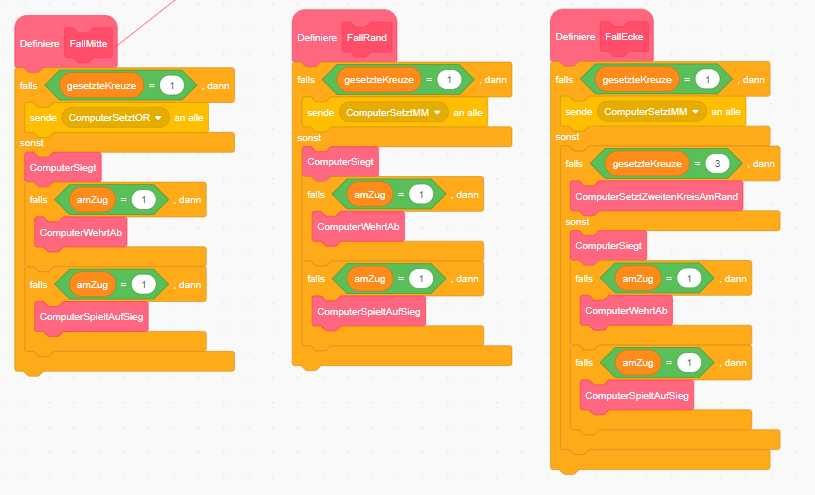 Definiere FallMitte
falls gesetzteKreuze = 1 , dann
sende ComputerSetztOR an alle
sonst
ComputerSiegt
falls amZug = 1 , dann
ComputerWehrtAb
falls amZug = 1 , dann
ComputerSpieltAufSieg
Definiere FallRand
falls gesetzteKreuze = 1 , dann
sende ComputerSetztMM an alle
sonst
ComputerSiegt
falls amZug = 1 , dann
ComputerWehrtAb
falls amZug = 1 , dann
ComputerSpieltAufSieg
Definiere FallEcke
falls gesetzteKreuze = 1 , dann
sende ComputerSetztMM an alle
sonst
falls gesetzteKreuze = 3 , dann
ComputerSetztZweitenKreisAmRand
sonst
ComputerSiegt
falls amZug = 1 , dann
ComputerWehrtAb
falls amZug = 1 , dann
ComputerSpieltAufSieg